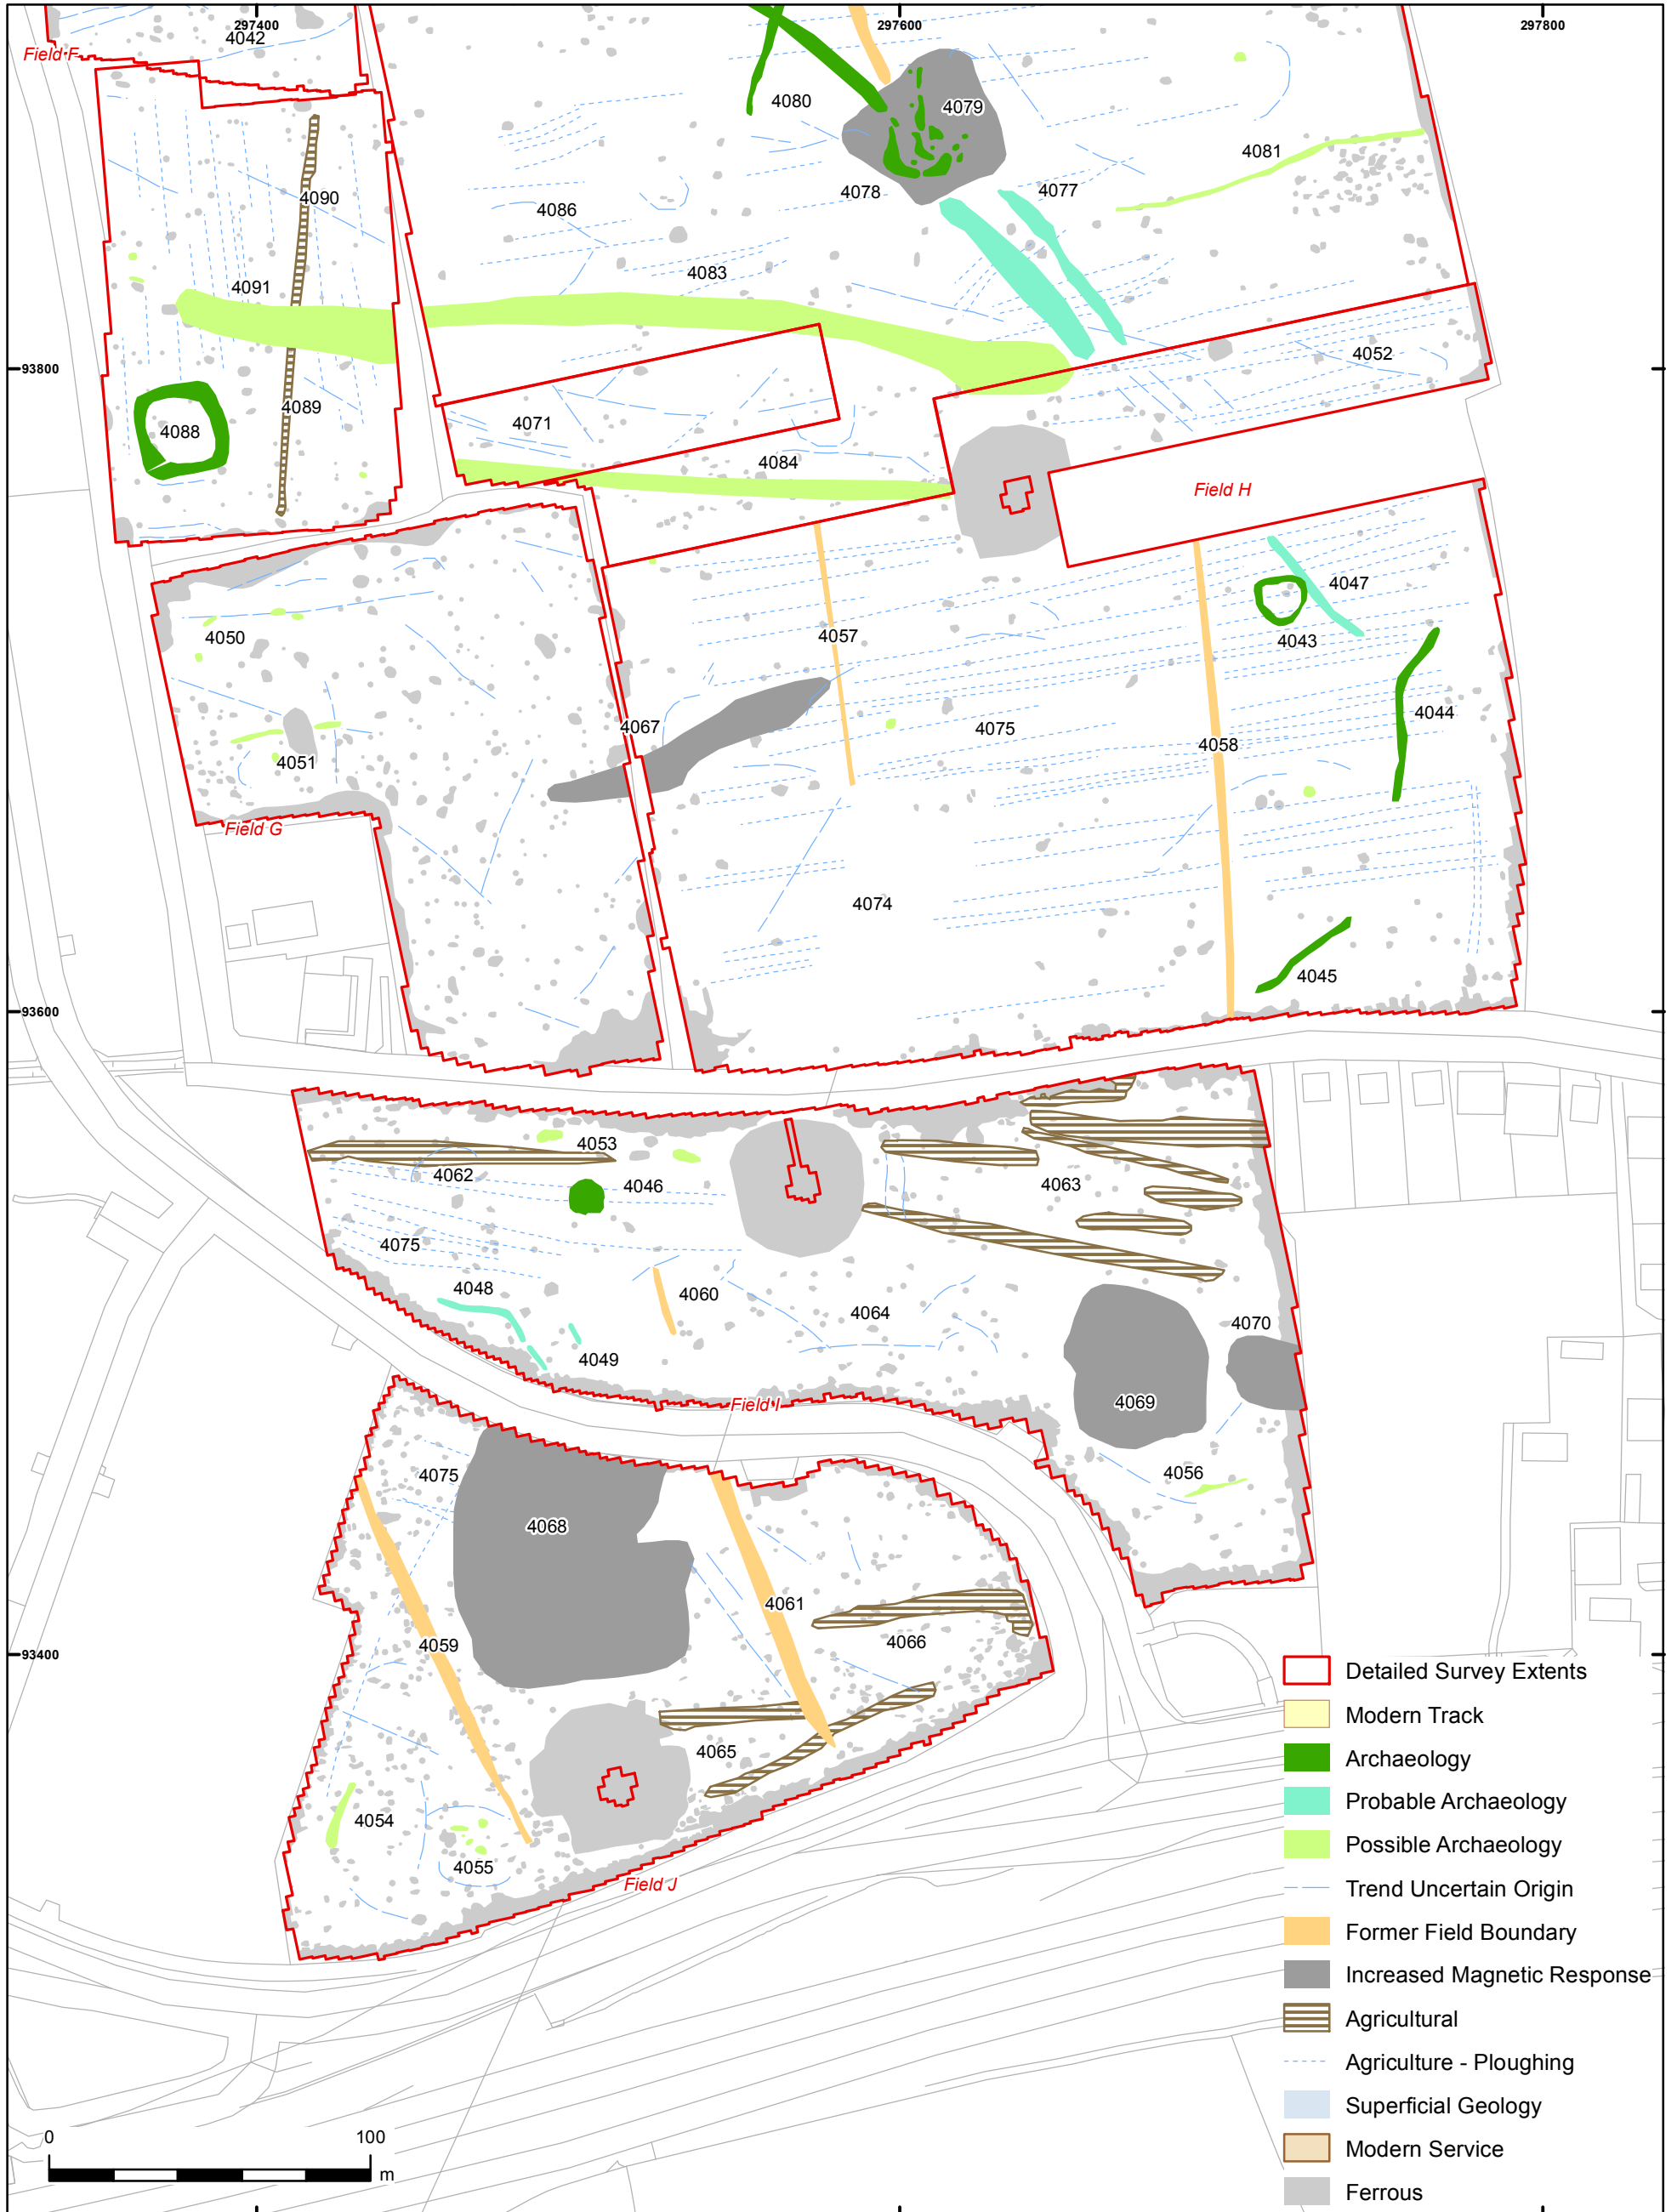 297400
297600
297800
4042
Field F
4080
4079
4081
4090
4078
4077
4086
4083
4091
93800
4052
4089
4071
4088
4084
Field H
4047
4050
4057
4043
4067
4075
4044
4058
4051
Field G
4074
4045
93600
4053
4062
4046
4063
4075
4048
4060
4064
4070
4049
4069
Field I
4075
4056
4068
4061
4059
4066
93400
4065
4054
4055
Field J
Detailed Survey Extents
Modern Track
Archaeology
Probable Archaeology
Possible Archaeology
Trend Uncertain Origin
Former Field Boundary
Increased Magnetic Response
Agricultural
Agriculture - Ploughing
Superficial Geology
Modern Service
Ferrous
0 100
m